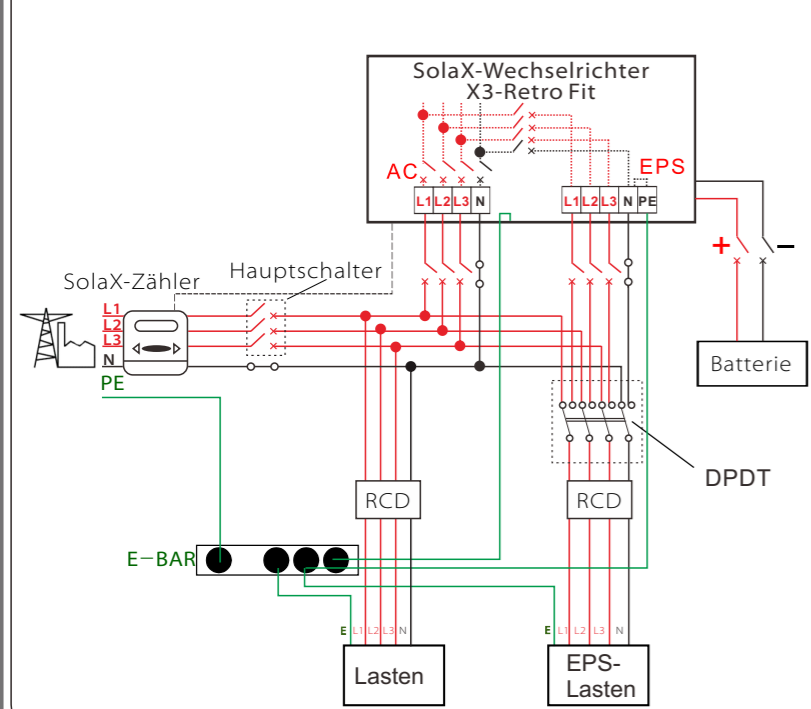 SolaX-Wechselrichter
X3-Retro Fit
AC
EPS
L1 L2 L3 N
L1 L2 L3 N PE
+ −
SolaX-Zähler
Hauptschalter
L1
L2
L3
N
PE
Batterie
DPDT
RCD
RCD
E−BAR
E L1 L2 L3 N
E L1 L2 L3 N
Lasten
EPS-
Lasten